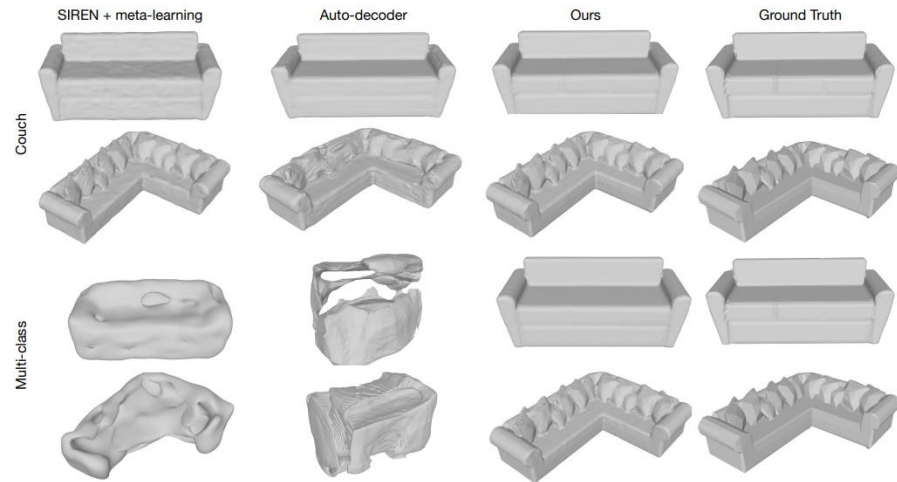 SIREN + meta-learning
Auto-decoder
Ours
Ground Truth
Couch
Multi-class